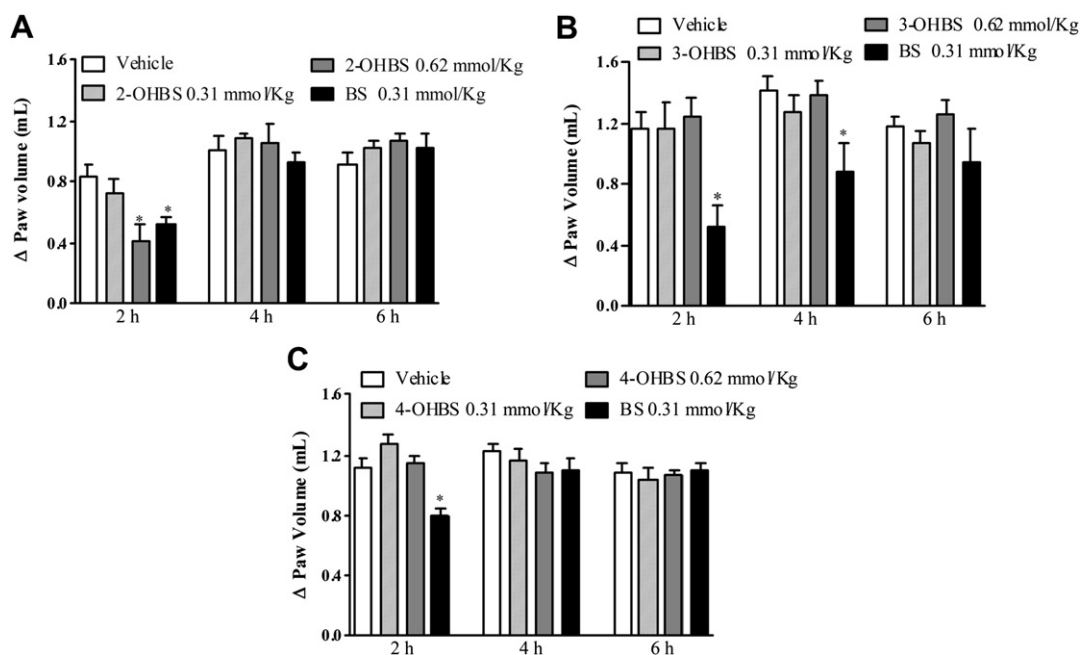 A
Vehicle
2-OHBS 0.31 mmol/Kg
2-OHBS 0.62 mmol/Kg
BS 0.31 mmol/Kg
Δ Paw volume (mL)
1.6
1.2
0.8
0.4
0.0
2 h
4 h
6 h
B
Vehicle
3-OHBS 0.31 mmol/Kg
3-OHBS 0.62 mmol/Kg
BS 0.31 mmol/Kg
Δ Paw Volume (mL)
1.6
1.2
0.8
0.4
0.0
*
*
*
*
2 h
4 h
6 h
C
Vehicle
4-OHBS 0.31 mmol/Kg
4-OHBS 0.62 mmol/Kg
BS 0.31 mmol/Kg
Δ Paw Volume (mL)
1.6
1.2
0.8
0.4
0.0
*
2 h
4 h
6 h